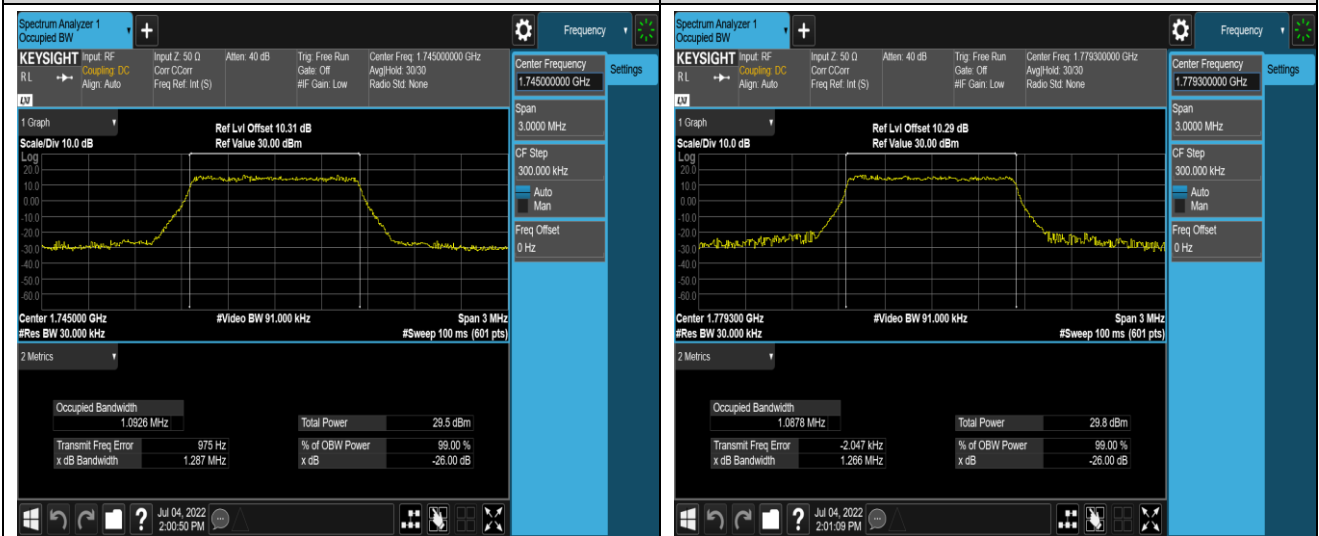 Spectrum Analyzer 1
Occupied BW
+
Frequency
KEYSIGHT
Input: RF
Coupling: DC
Align: Auto
Input Z: 50 Ω
Corr CCorr
Freq Ref: Int (S)
Atten: 40 dB
Trig: Free Run
Gate: Off
#IF Gain: Low
Center Freq: 1.745000000 GHz
Avg|Hold: 30/30
Radio Std: None
R L
LXI
Center Frequency
1.745000000 GHz
Settings
Span
3.0000 MHz
CF Step
300.000 kHz
Auto
Man
Freq Offset
0 Hz
1 Graph
Ref Lvl Offset 10.31 dB
Scale/Div 10.0 dB
Ref Value 30.00 dBm
Log
20.0
10.0
0.00
-10.0
-20.0
-30.0
-40.0
-50.0
-60.0
Center 1.745000 GHz
#Video BW 91.000 kHz
Span 3 MHz
#Res BW 30.000 kHz
#Sweep 100 ms (601 pts)
2 Metrics
Occupied Bandwidth
1.0926 MHz
Total Power 29.5 dBm
Transmit Freq Error 975 Hz
% of OBW Power 99.00 %
x dB Bandwidth 1.287 MHz
x dB -26.00 dB
?
Jul 04, 2022
2:00:50 PM
Spectrum Analyzer 1
Occupied BW
+
Frequency
KEYSIGHT
Input: RF
Coupling: DC
Align: Auto
Input Z: 50 Ω
Corr CCorr
Freq Ref: Int (S)
Atten: 40 dB
Trig: Free Run
Gate: Off
#IF Gain: Low
Center Freq: 1.779300000 GHz
Avg|Hold: 30/30
Radio Std: None
R L
LXI
Center Frequency
1.779300000 GHz
Settings
Span
3.0000 MHz
CF Step
300.000 kHz
Auto
Man
Freq Offset
0 Hz
1 Graph
Ref Lvl Offset 10.29 dB
Scale/Div 10.0 dB
Ref Value 30.00 dBm
Log
20.0
10.0
0.00
-10.0
-20.0
-30.0
-40.0
-50.0
-60.0
Center 1.779300 GHz
#Video BW 91.000 kHz
Span 3 MHz
#Res BW 30.000 kHz
#Sweep 100 ms (601 pts)
2 Metrics
Occupied Bandwidth
1.0878 MHz
Total Power 29.8 dBm
Transmit Freq Error -2.047 kHz
% of OBW Power 99.00 %
x dB Bandwidth 1.266 MHz
x dB -26.00 dB
?
Jul 04, 2022
2:01:09 PM